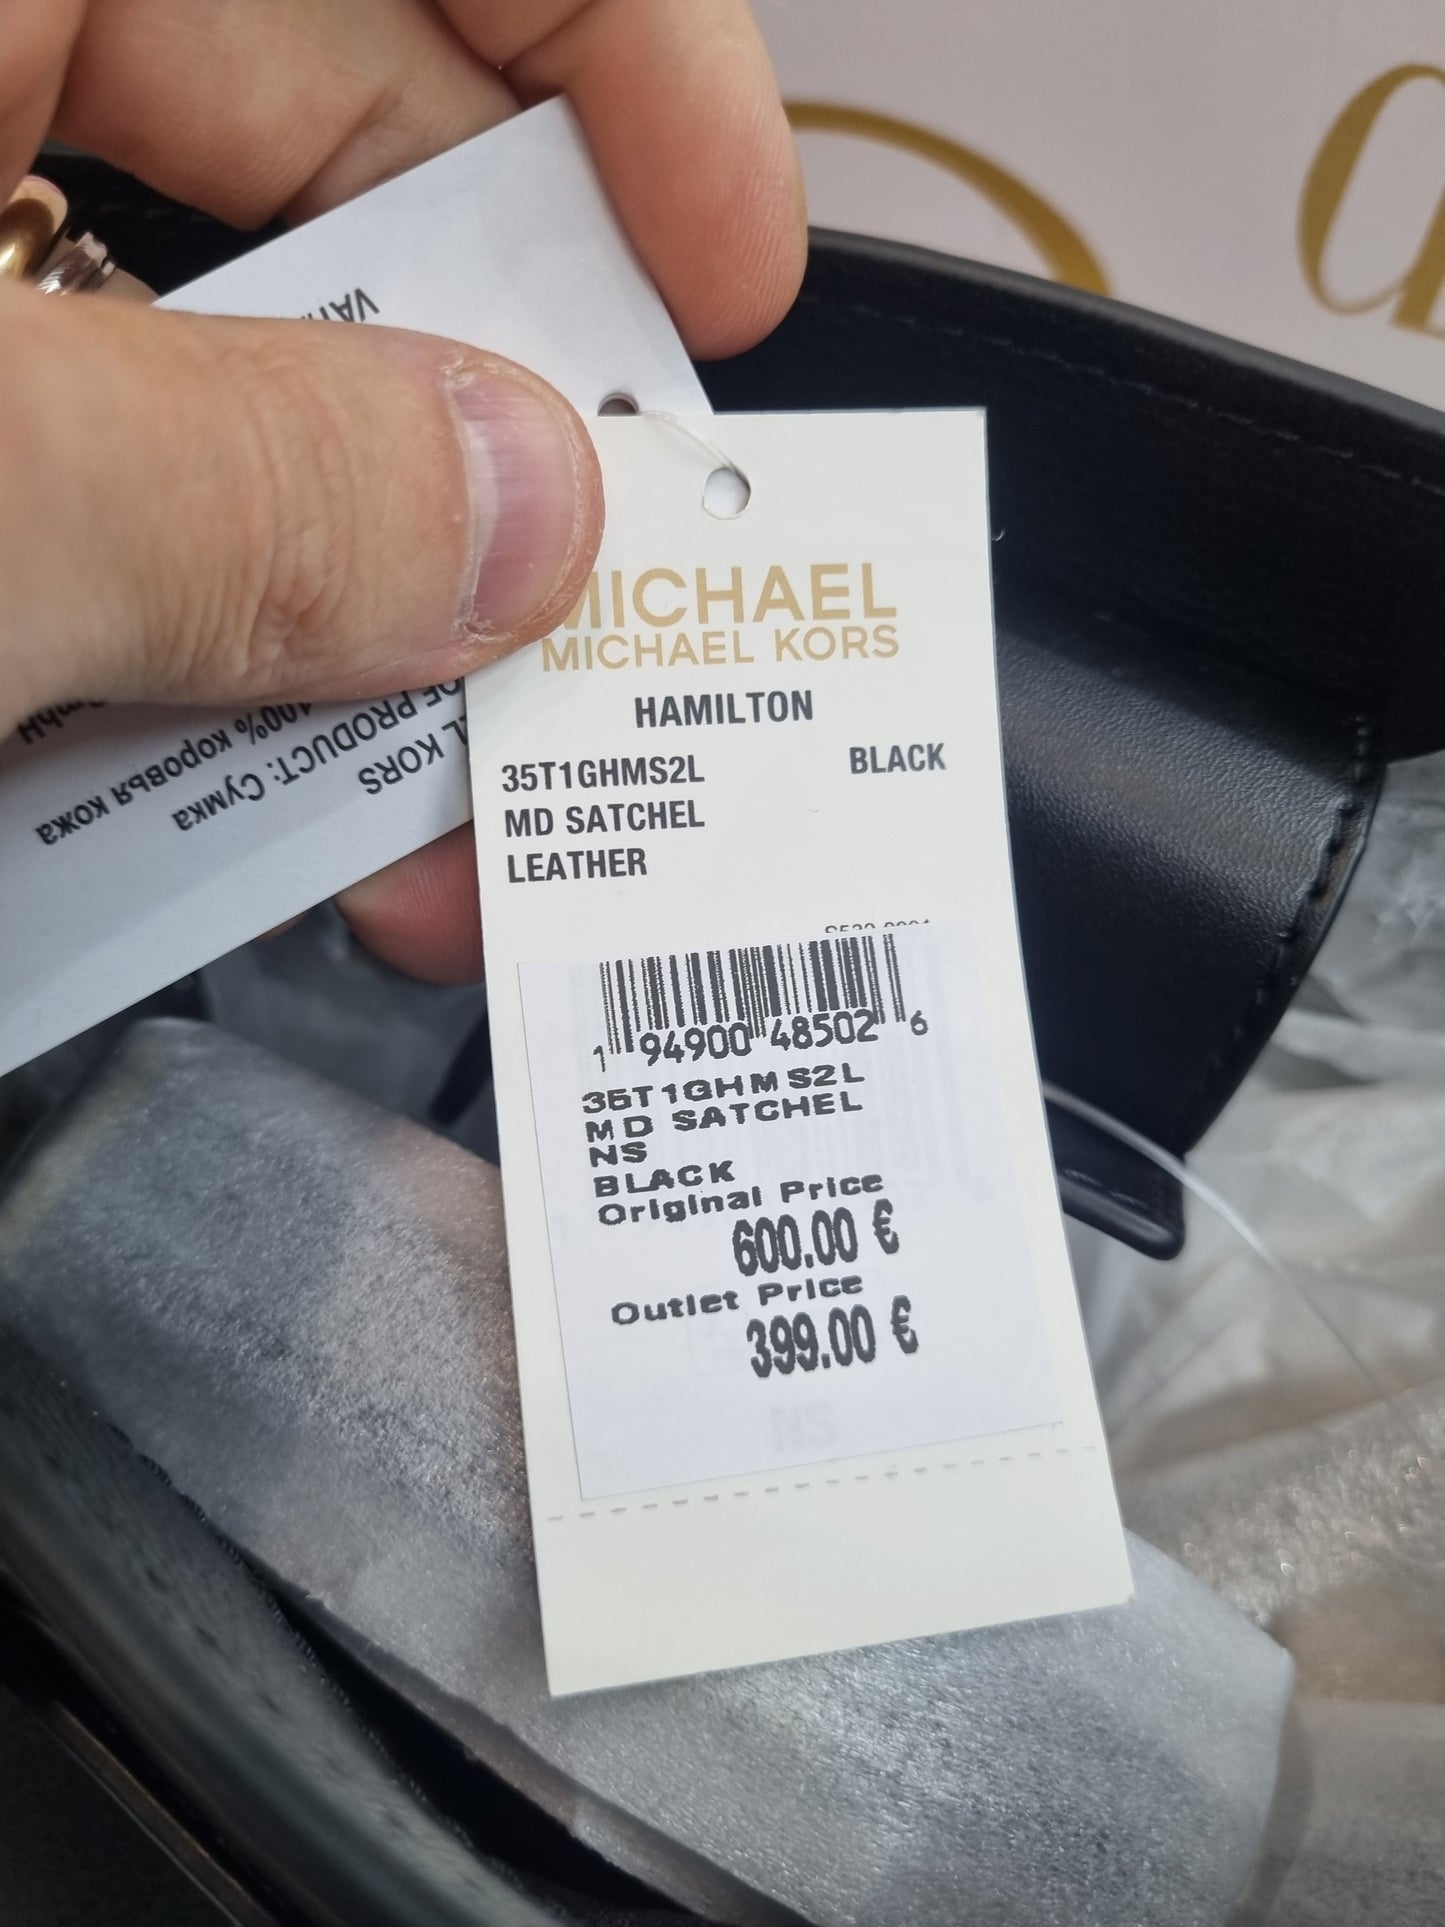 MICHAEL
MICHAEL KORS
HAMILTON
35T1GHMS2L BLACK
MD SATCHEL
LEATHER
1 94900 48502 6
35T1GHMS2L
MD SATCHEL
NS
BLACK
Original Price
600.00 €
Outlet Price
399.00 €
KORS
OF PRODUCT: Сумка
100% коровья кожа
GmbH